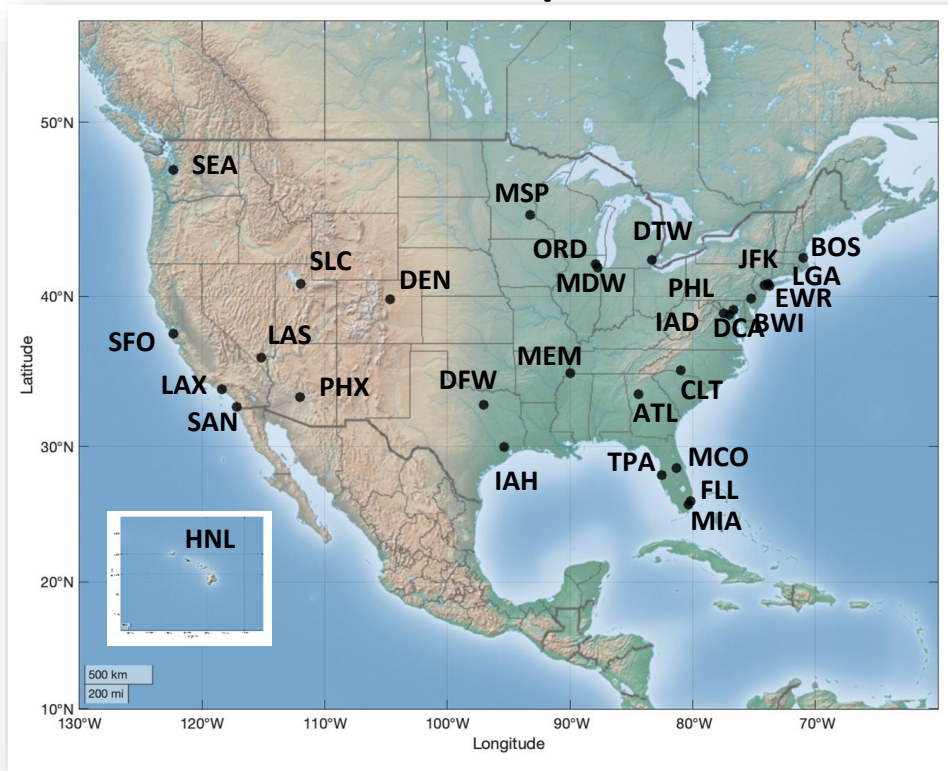 50°N
SEA
MSP
DTW
ORD
JFK
BOS
SLC
MDW
LGA
DEN
PHL
EWR
40°N
IAD
DCA
BWI
SFO
LAS
MEM
LAX
PHX
DFW
CLT
SAN
ATL
30°N
TPA
MCO
IAH
FLL
MIA
HNL
20°N
500 km
200 mi
10°N
130°W
120°W
110°W
100°W
90°W
80°W
70°W
Latitude
Longitude